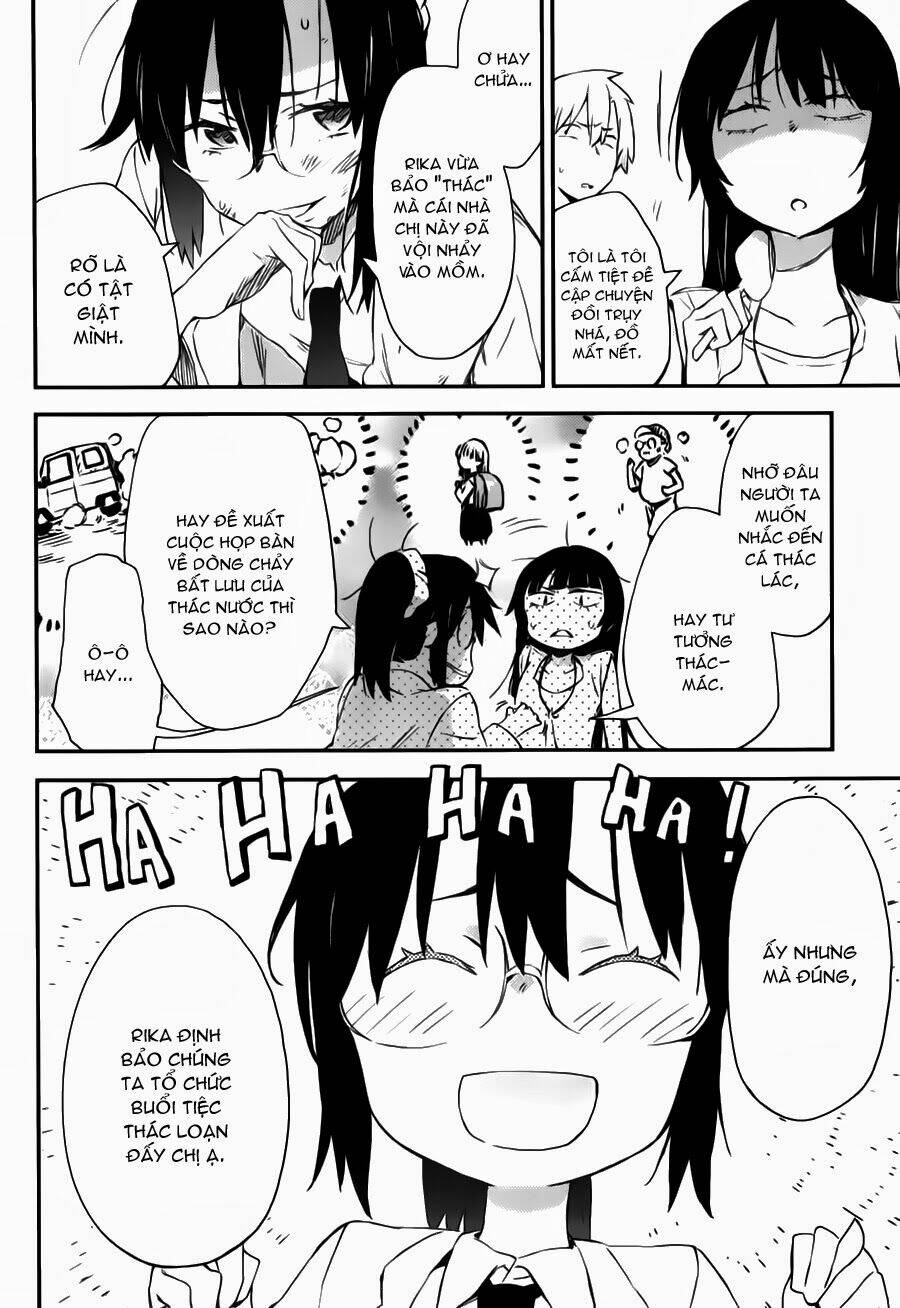 TÔI LÀ TÔI
CẤM TIỆT ĐỀ
CẬP CHUYỆN
ĐỒI TRỤY
NHÁ, ĐỒ
MẤT NẾT.
Ơ HAY
CHỬA...
RIKA VỪA
BẢO "THÁC"
MÀ CÁI NHÀ
CHỊ NÀY ĐÃ
VỘI NHẢY
VÀO MỒM.
RÕ LÀ
CÓ TẬT
GIẬT
MÌNH.
NHỠ ĐÂU
NGƯỜI TA
MUỐN
NHẮC ĐẾN
CÁ THÁC
LÁC,
HAY TƯ
TƯỞNG
THÁC-
MÁC.
HAY ĐỀ XUẤT
CUỘC HỌP BÀN
VỀ DÒNG CHẢY
BẤT LƯU CỦA
THÁC NƯỚC THÌ
SAO NÀO?
Ô-Ô
HAY...
HA HA HA HA!
ẤY NHƯNG
MÀ ĐÚNG,
RIKA ĐỊNH
BẢO CHÚNG
TA TỔ CHỨC
BUỔI TIỆC
THÁC LOẠN
ĐẤY CHỊ Ạ.